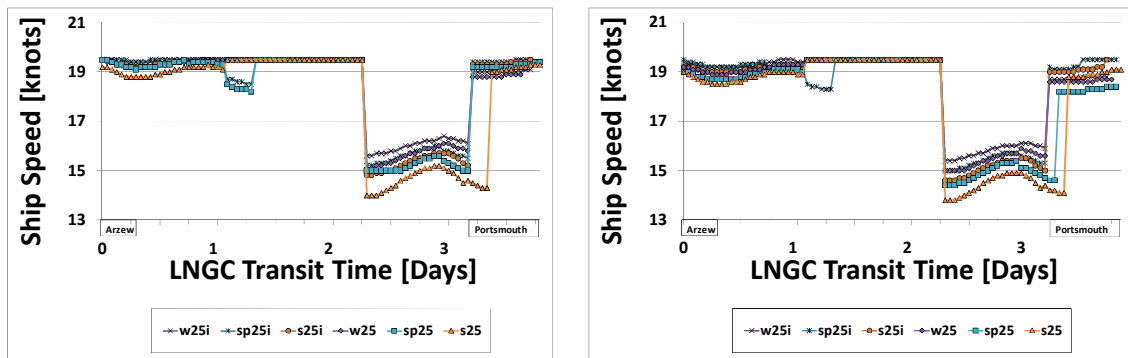 21
19
17
15
13
Ship Speed [knots]
Arzew
Portsmouth
0
1
2
3
LNGC Transit Time [Days]
w25i
sp25i
s25i
w25
sp25
s25
21
19
17
15
13
Ship Speed [knots]
Arzew
Portsmouth
0
1
2
3
LNGC Transit Time [Days]
w25i
sp25i
s25i
w25
sp25
s25